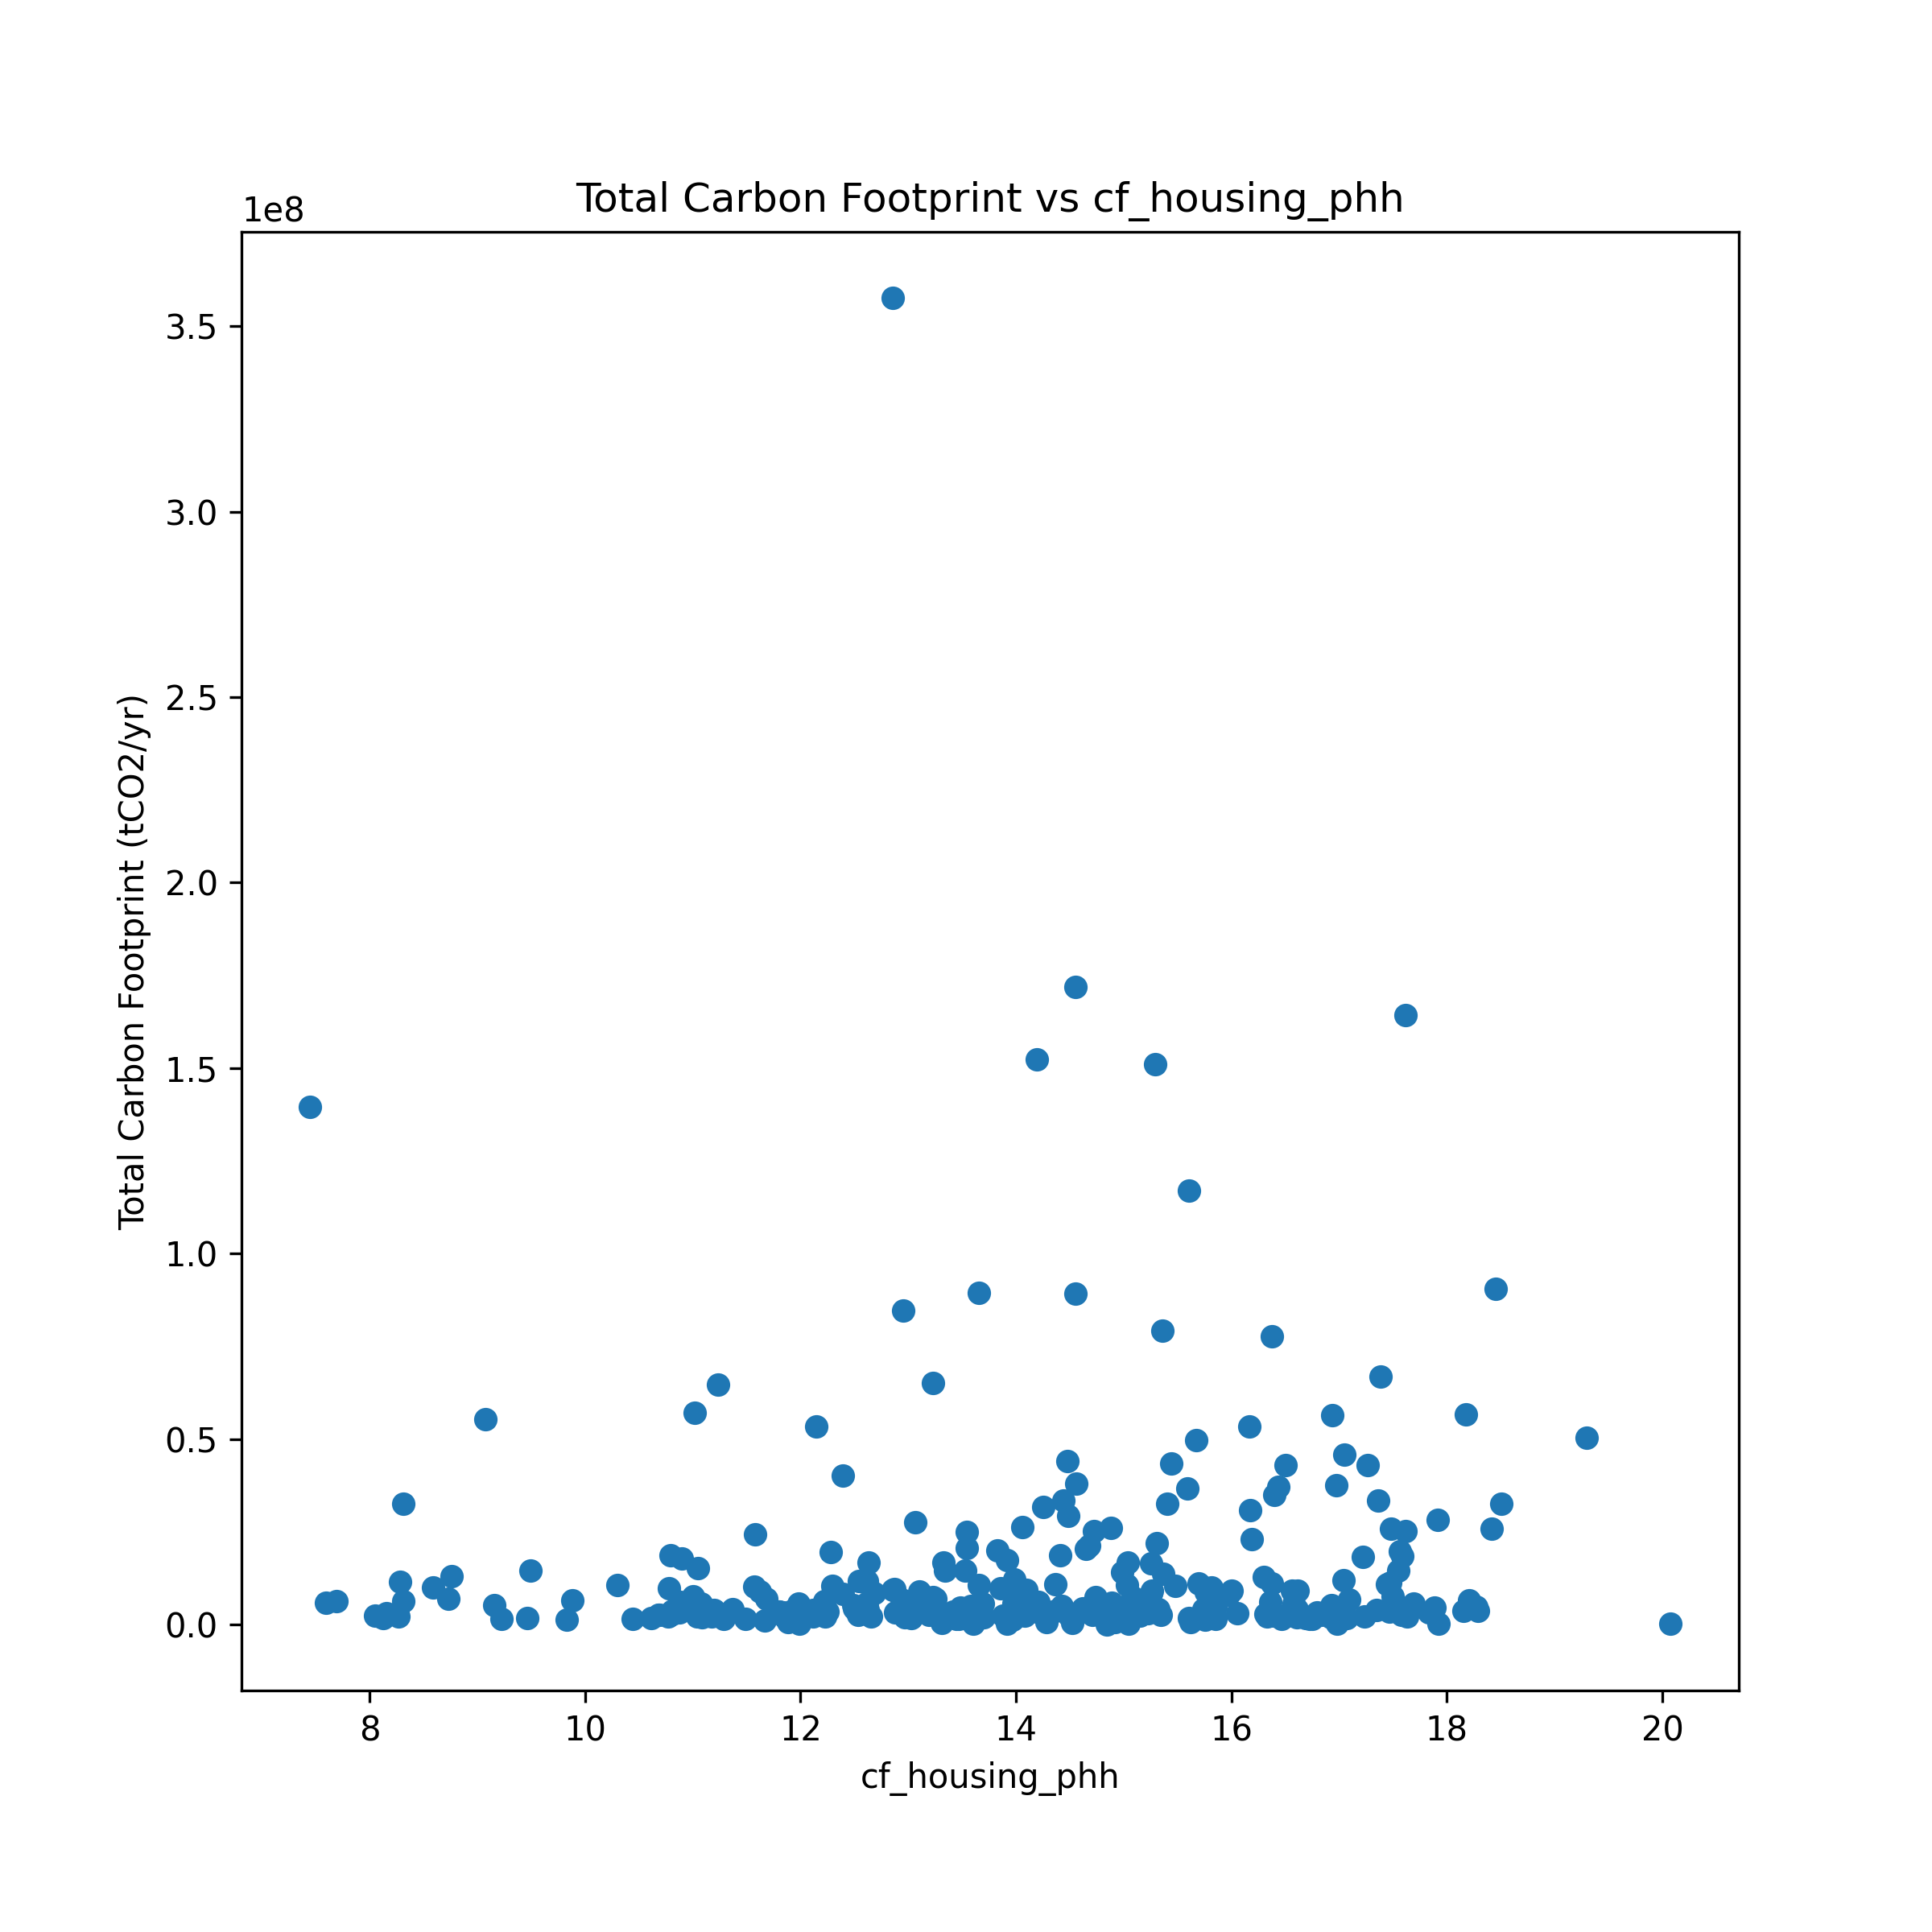 Total Carbon Footprint vs cf_housing_phh
1e8
3.5
3.0
2.5
2.0
1.5
1.0
0.5
0.0
Total Carbon Footprint (tCO2/yr)
8 10 12 14 16 18 20
cf_housing_phh